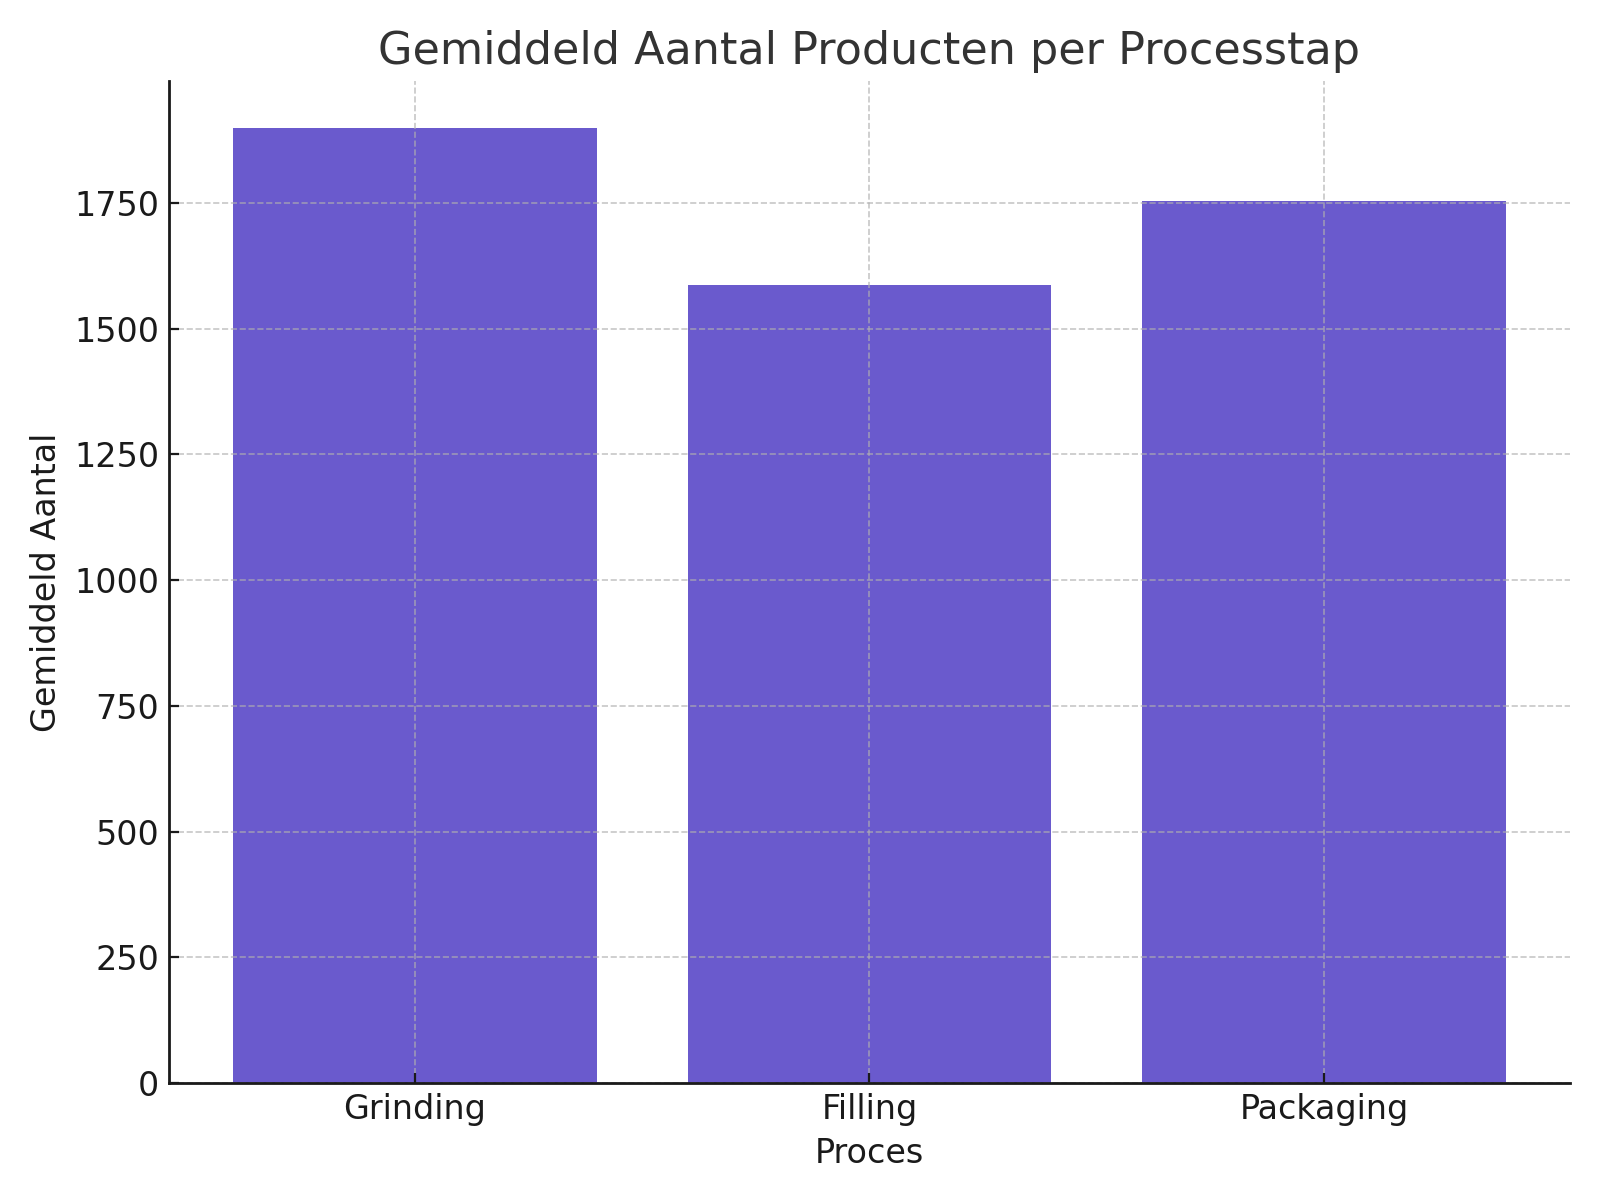 Gemiddeld Aantal Producten per Processtap
Gemiddeld Aantal
1750
1500
1250
1000
750
500
250
0
Grinding Filling Packaging
Proces